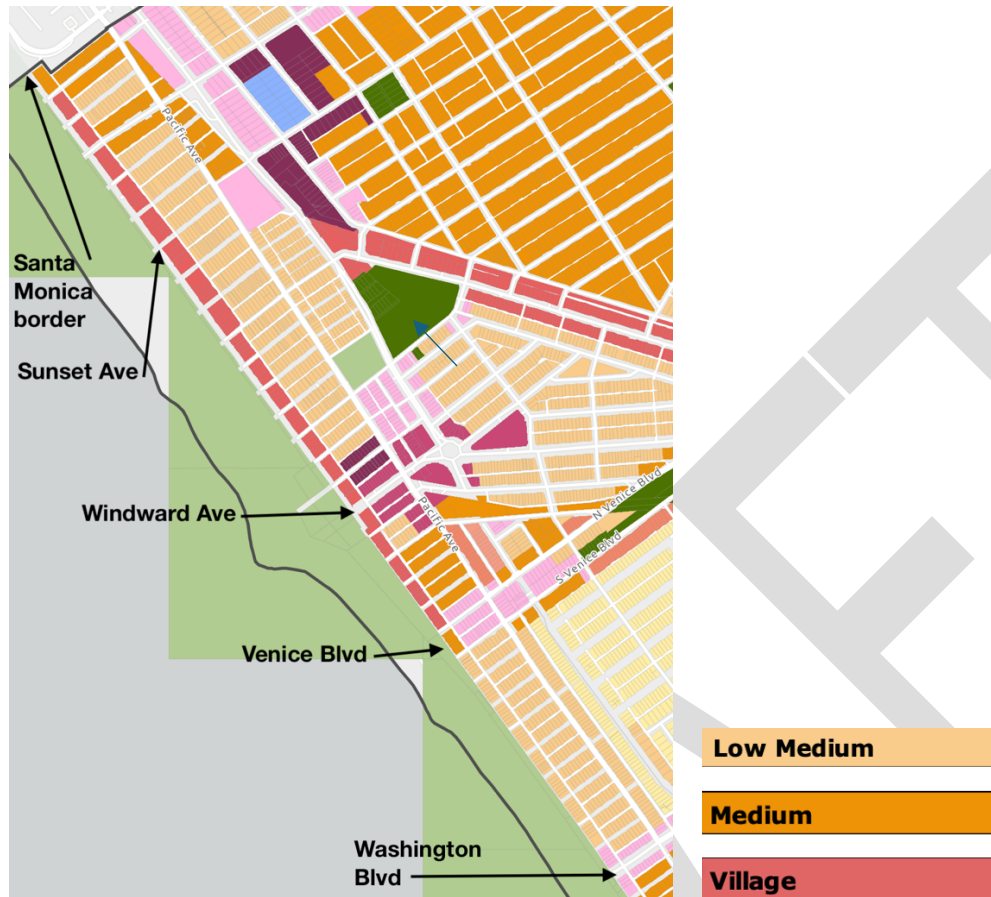 Pacific Ave
Santa
Monica
border
Sunset Ave
Windward Ave
Pacific Ave
N Venice Blvd
S Venice Blvd
Venice Blvd
Washington
Blvd
Low Medium
Medium
Village